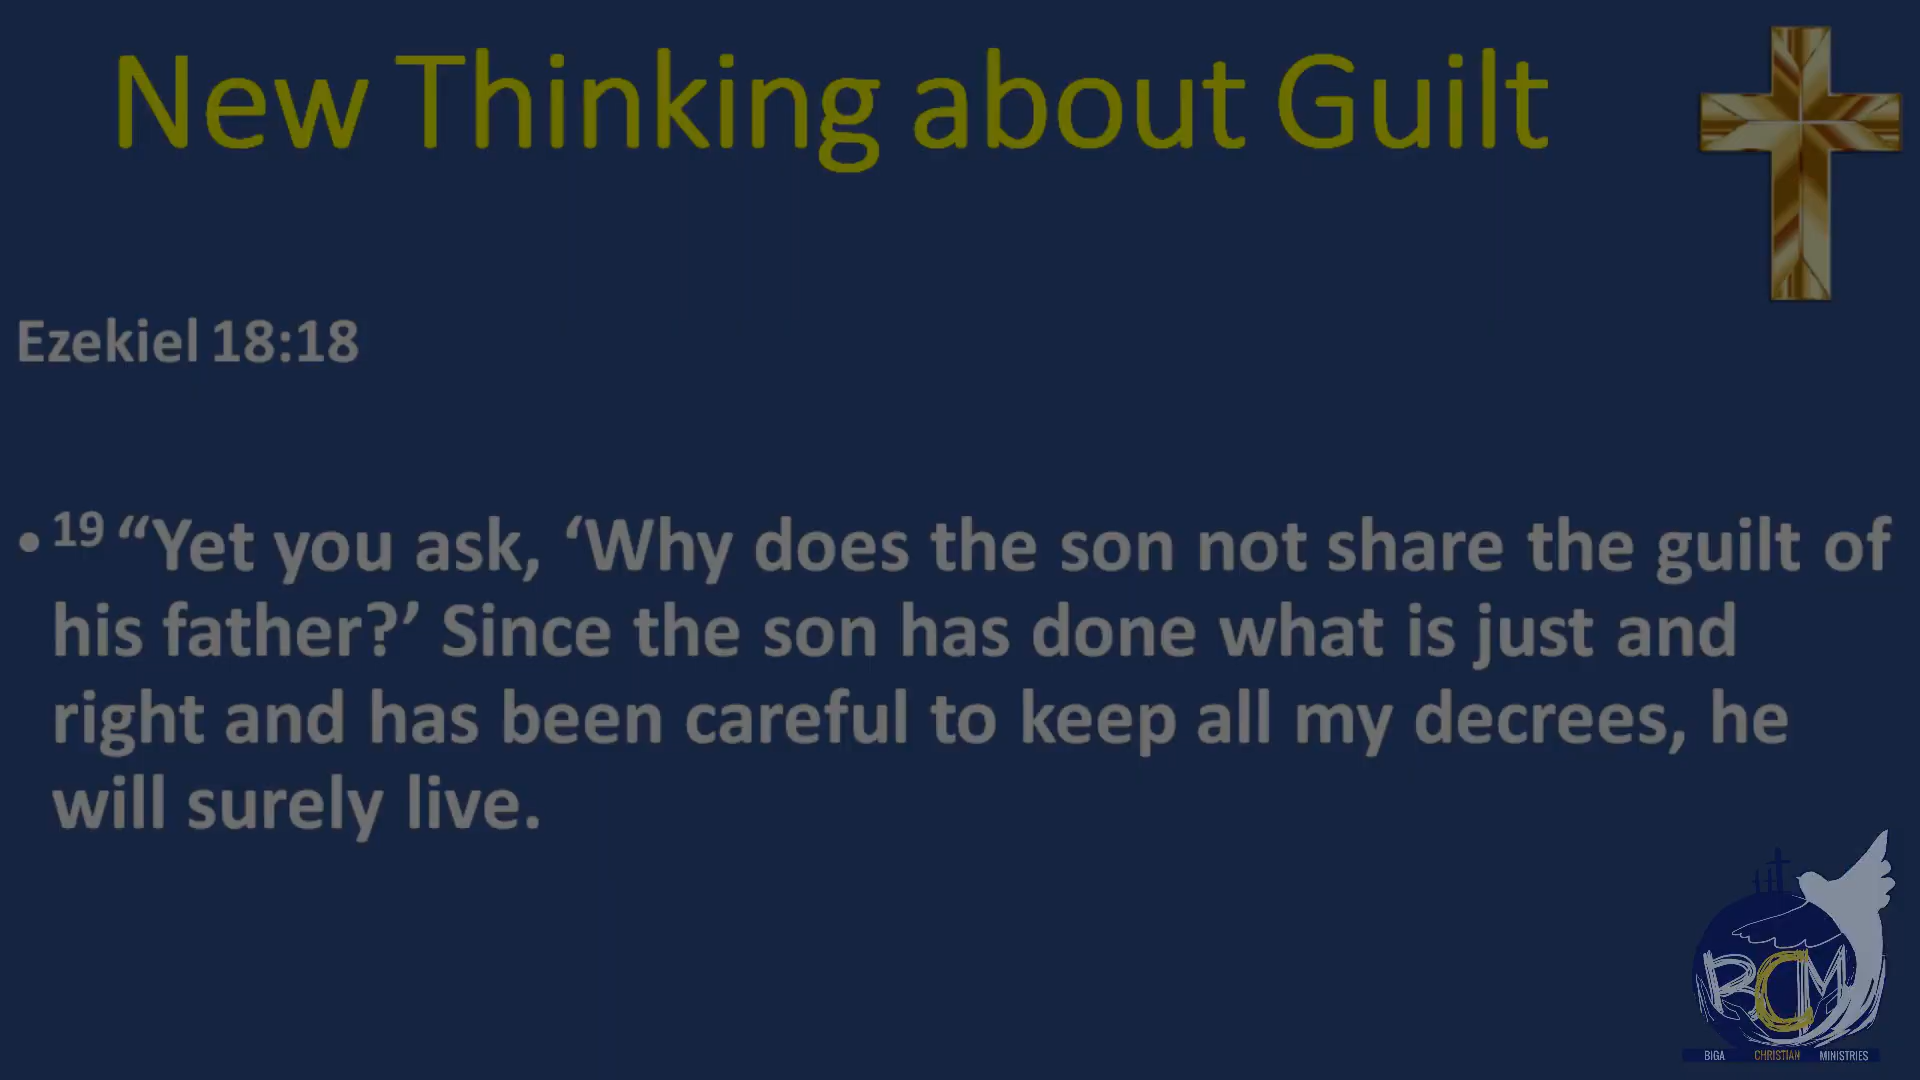 New Thinking about Guilt
Ezekiel 18:18
• 19 “Yet you ask, ‘Why does the son not share the guilt of
his father?’ Since the son has done what is just and
right and has been careful to keep all my decrees, he
will surely live.
BCM
BIGA CHRISTIAN MINISTRIES